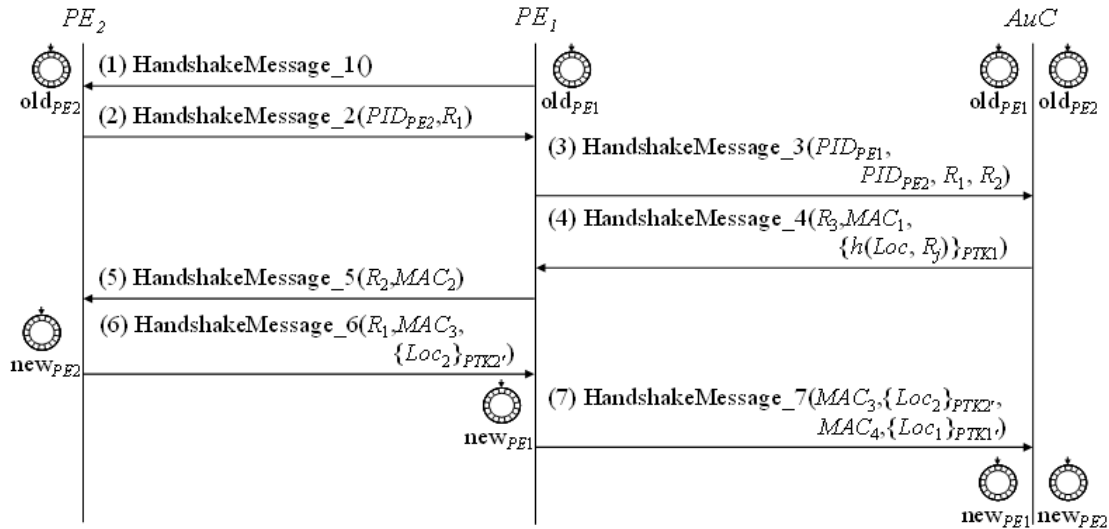 PE₂ PE₁ AuC
(1) HandshakeMessage_1()
old_PE2 old_PE1 old_PE1 old_PE2
(2) HandshakeMessage_2(PID_PE2,R₁)
(3) HandshakeMessage_3(PID_PE1,
PID_PE2, R₁, R₂)
(4) HandshakeMessage_4(R₃,MAC₁,
{h(Loc, R_j)}_PTK1)
(5) HandshakeMessage_5(R₂,MAC₂)
(6) HandshakeMessage_6(R₁,MAC₃,
{Loc₂}_PTK2')
new_PE2
(7) HandshakeMessage_7(MAC₃,{Loc₂}_PTK2',
MAC₄,{Loc₁}_PTK1')
new_PE1
new_PE1 new_PE2